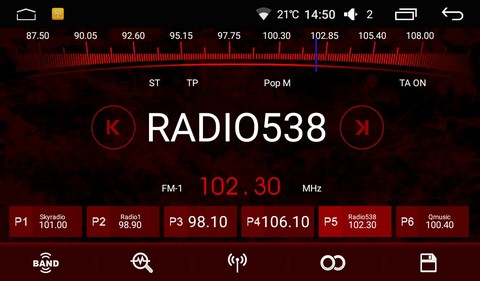 21℃ 14:50 2
87.50 90.05 92.60 95.15 97.75 100.30 102.85 105.40 108.00
ST TP Pop M TA ON
RADIO538
FM-1 102.30 MHz
P1 Skyradio 101.00
P2 Radio1 98.90
P3 98.10
P4 106.10
P5 Radio538 102.30
P6 Qmusic 100.40
BAND